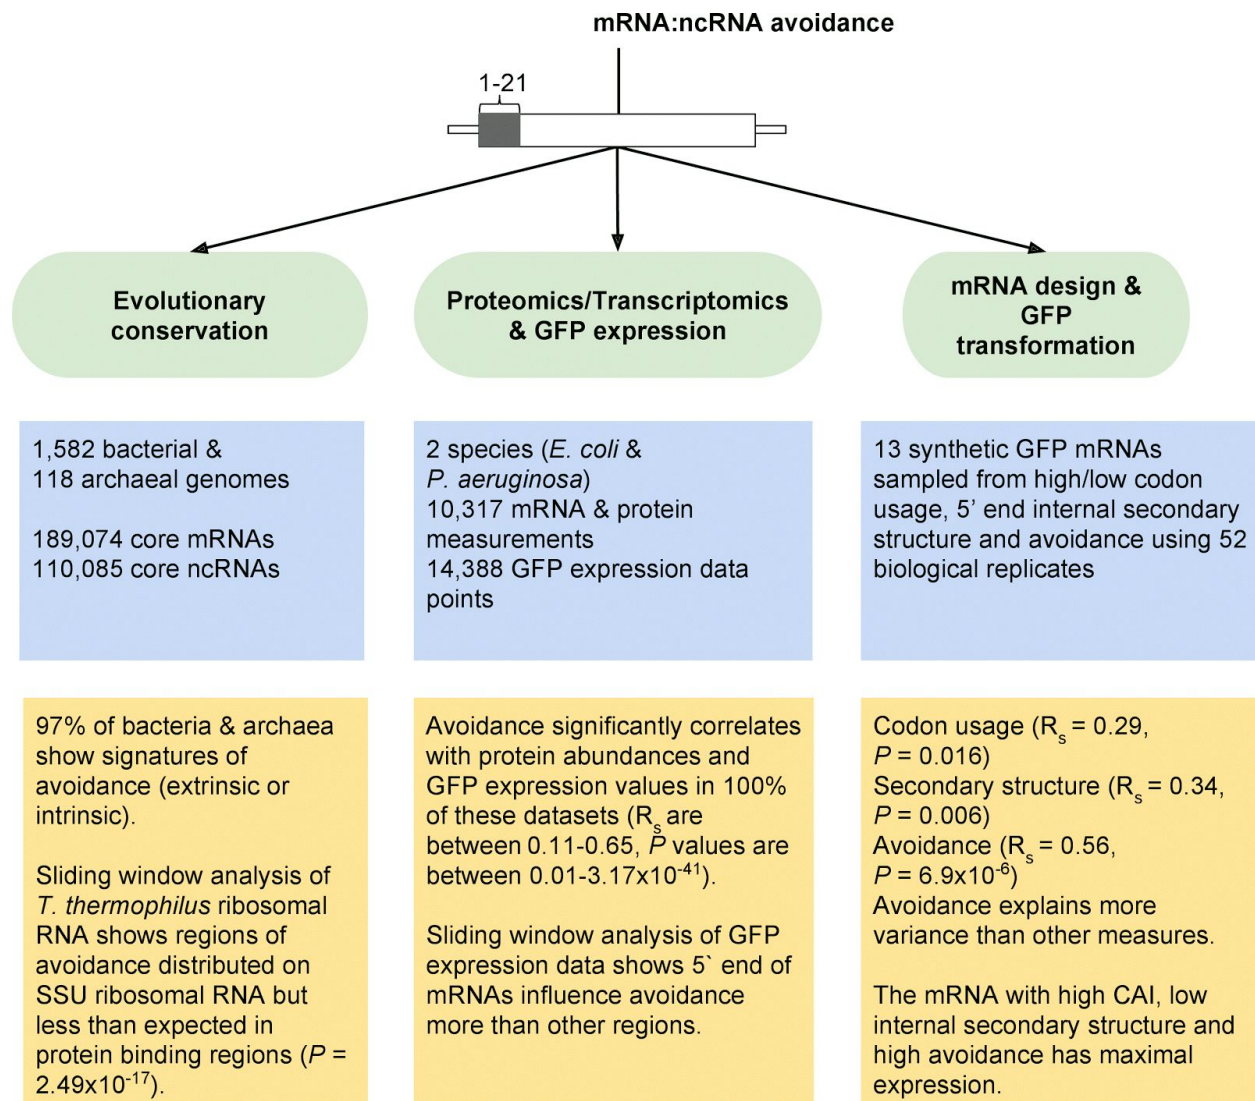 mRNA:ncRNA avoidance
1-21
Evolutionary
conservation
Proteomics/Transcriptomics
& GFP expression
mRNA design &
GFP
transformation
1,582 bacterial &
118 archaeal genomes
189,074 core mRNAs
110,085 core ncRNAs
2 species (E. coli &
P. aeruginosa)
10,317 mRNA & protein
measurements
14,388 GFP expression data
points
13 synthetic GFP mRNAs
sampled from high/low codon
usage, 5’ end internal secondary
structure and avoidance using 52
biological replicates
97% of bacteria & archaea
show signatures of
avoidance (extrinsic or
intrinsic).
Sliding window analysis of
T. thermophilus ribosomal
RNA shows regions of
avoidance distributed on
SSU ribosomal RNA but
less than expected in
protein binding regions (P =
2.49x10-17).
Avoidance significantly correlates
with protein abundances and
GFP expression values in 100%
of these datasets (Rs are
between 0.11-0.65, P values are
between 0.01-3.17x10-41).
Sliding window analysis of GFP
expression data shows 5` end of
mRNAs influence avoidance
more than other regions.
Codon usage (Rs = 0.29,
P = 0.016)
Secondary structure (Rs = 0.34,
P = 0.006)
Avoidance (Rs = 0.56,
P = 6.9x10-6)
Avoidance explains more
variance than other measures.
The mRNA with high CAI, low
internal secondary structure and
high avoidance has maximal
expression.